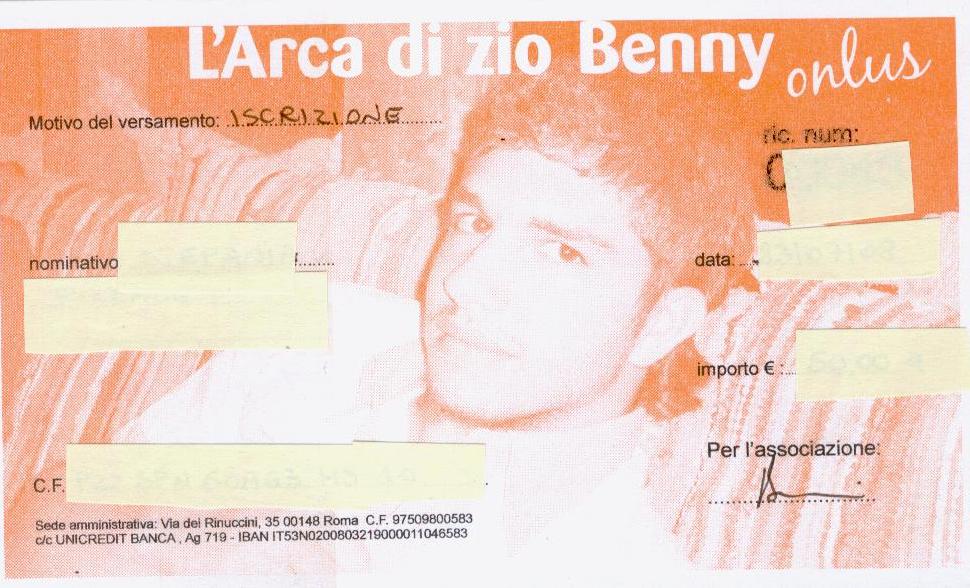 L'Arca di zio Benny onlus
Motivo del versamento: ISCRIZIONE
ric. num:
nominativo
data:
importo € :
Per l'associazione:
C.F.
Sede amministrativa: Via dei Rinuccini, 35 00148 Roma C.F. 97509800583
c/c UNICREDIT BANCA , Ag 719 - IBAN IT53N0200803219000011046583